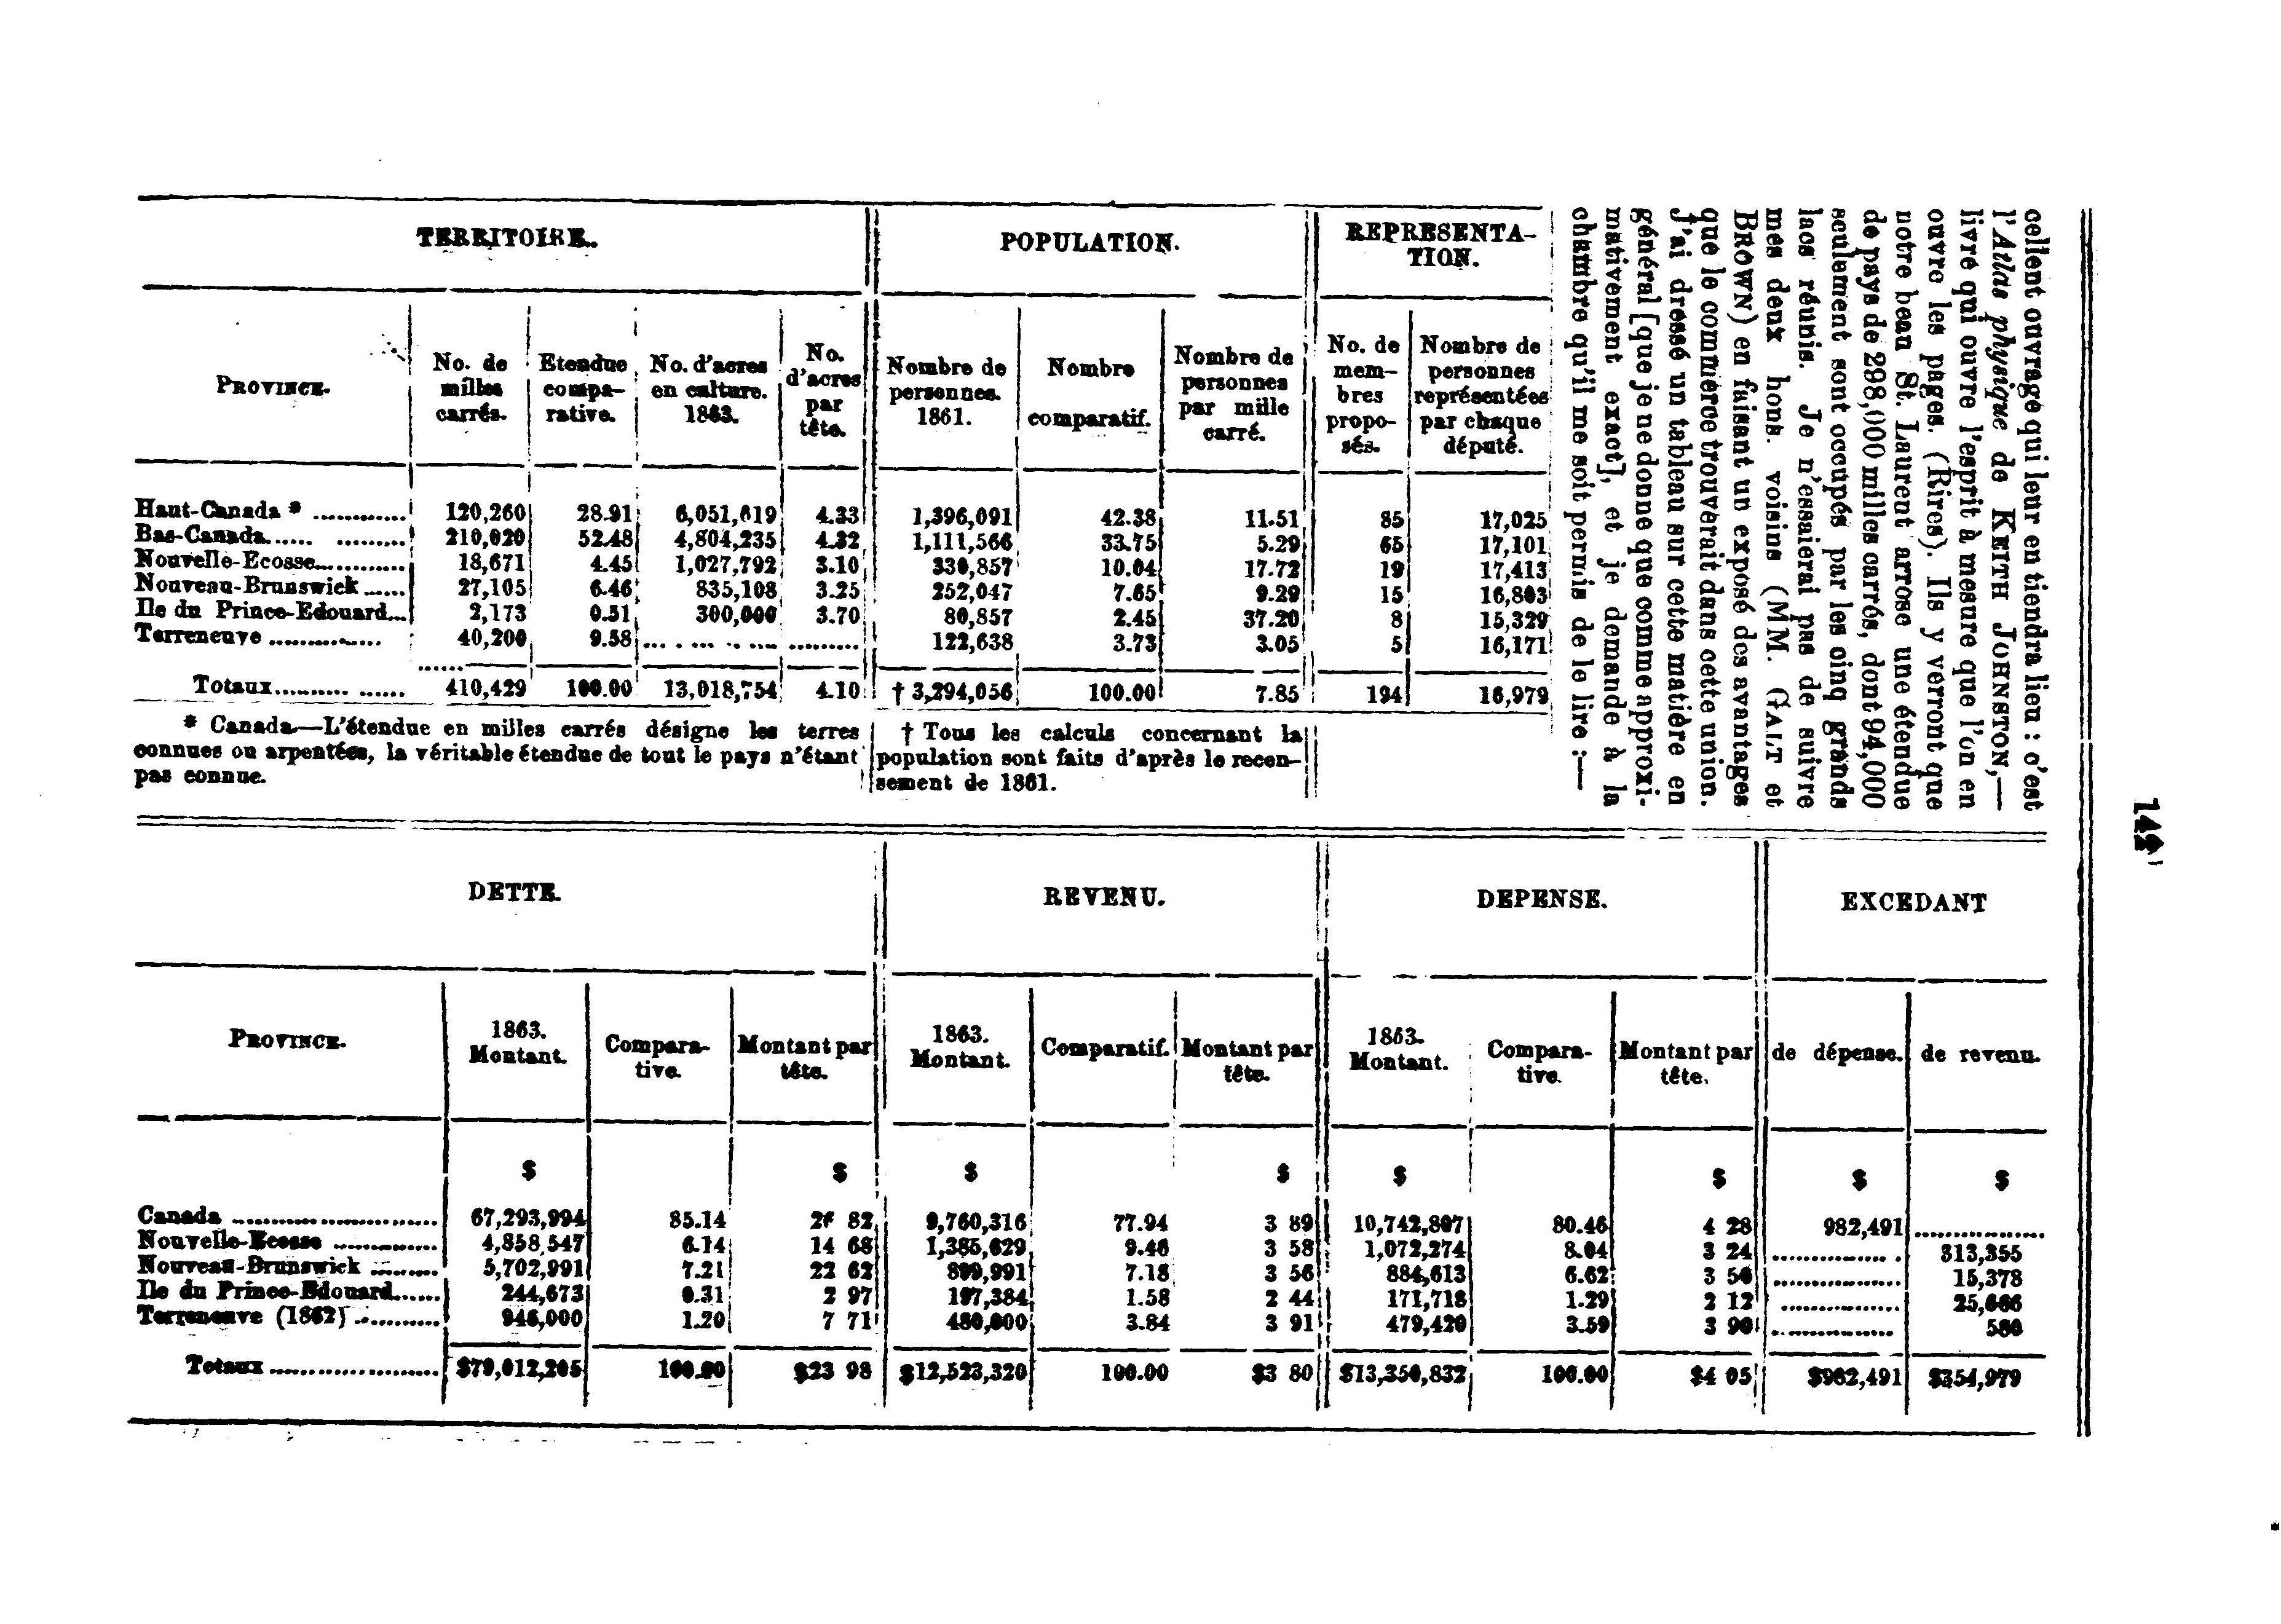 TERRITOIRE.
POPULATION.
REPRESENTA-
TION.
PROVINCE.
No. de
milles
carrés.
Etendue
compa-
rative.
No. d'acres
en culture.
1863.
No.
d'acres
par
tête.
Nombre de
personnes.
1861.
Nombre
comparatif.
Nombre de
personnes
par mille
carré.
No. de
mem-
bres
propo-
sés.
Nombre de
personnes
représentées
par chaque
député.
Haut-Canada * ............. 120,260 28.91 6,051,619 4.33 1,396,091 42.38 11.51 85 17,025
Bas-Canada...... ......... 210,020 52.48 4,804,235 4.32 1,111,566 33.75 5.29 65 17,101
Nouvelle-Ecosse............. 18,671 4.45 1,027,792 3.10 330,857 10.04 17.72 19 17,413
Nouveau-Brunswick ...... 27,105 6.46 835,108 3.25 252,047 7.65 9.29 15 16,803
Ile du Prince-Edouard... 2,173 0.51 300,000 3.70 80,857 2.45 37.20 8 15,329
Terreneuve ............... 40,200 9.58 ... . ... .. ... .......... 122,638 3.73 3.05 5 16,171
Totaux.......... ...... 410,429 100.00 13,018,754 4.10 † 3,294,056 100.00 7.85 194 16,979
* Canada—L'étendue en milles carrés désigne les terres
connues ou arpentées, la véritable étendue de tout le pays n'étant
pas connue.
† Tous les calculs concernant la
population sont faits d'après le recen-
sement de 1861.
cellent ouvrage qui leur en tiendra lieu : c'est
l'Atlas physique de KEITH JOHNSTON,—
livre qui ouvre l'esprit à mesure que l'on en
ouvre les pages. (Rires). Ils y verront que
notre beau St. Laurent arrose une étendue
de pays de 298,000 milles carrés, dont 94,000
seulement sont occupés par les cinq grands
lacs réunis. Je n'essaierai pas de suivre
mes deux hons. voisins (MM. GALT et
BROWN) en faisant un exposé des avantages
que le commerce trouverait dans cette union.
J'ai dressé un tableau sur cette matière en
général [que je ne donne que comme approxi-
mativement exact], et je demande à la
chambre qu'il me soit permis de le lire :—
DETTE.
REVENU.
DEPENSE.
EXCEDANT
PROVINCE.
1863.
Montant.
Compara-
tive.
Montant par
tête.
1863.
Montant.
Comparatif.
Montant par
tête.
1863.
Montant.
Compara-
tive.
Montant par
tête.
de dépense.
de revenu.
$ $ $ $ $ $ $ $
Canada ............................ 67,293,994 85.14 82 9,760,316 77.94 3 89 10,742,807 80.46 4 28 982,491 ..................
Nouvelle-Ecosse .............. 4,858,547 6.14 14 68 1,385,629 9.46 3 58 1,072,274 8.04 3 24 ............... . 313,355
Nouveau-Brunswick ......... 5,702,991 7.21 22 62 899,991 7.18 3 56 884,613 6.62 3 50 ............... 15,378
Ile du Prince-Edouard...... 244,673 0.31 2 97 197,384 1.58 2 44 171,718 1.29 2 12 ............... 25,666
Terreneuve (1862) ............ 946,000 1.20 7 71 480,000 3.84 3 91 479,420 3.59 3 90 ............... 580
Totaux ........................ $79,012,205 100.00 $23 98 $12,523,320 100.00 $3 80 $13,350,832 100.00 $4 05 $982,491 $354,979